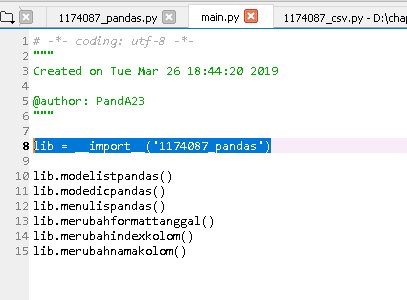 1174087_pandas.py main.py 1174087_csv.py - D:\chap
1 # -*- coding: utf-8 -*-
2 """
3 Created on Tue Mar 26 18:44:20 2019
4
5 @author: PandA23
6 """
7
8 lib = __import__('1174087_pandas')
9
10 lib.modelistpandas()
11 lib.modedicpandas()
12 lib.menulispandas()
13 lib.merubahformattanggal()
14 lib.merubahindexkolom()
15 lib.merubahnamakolom()